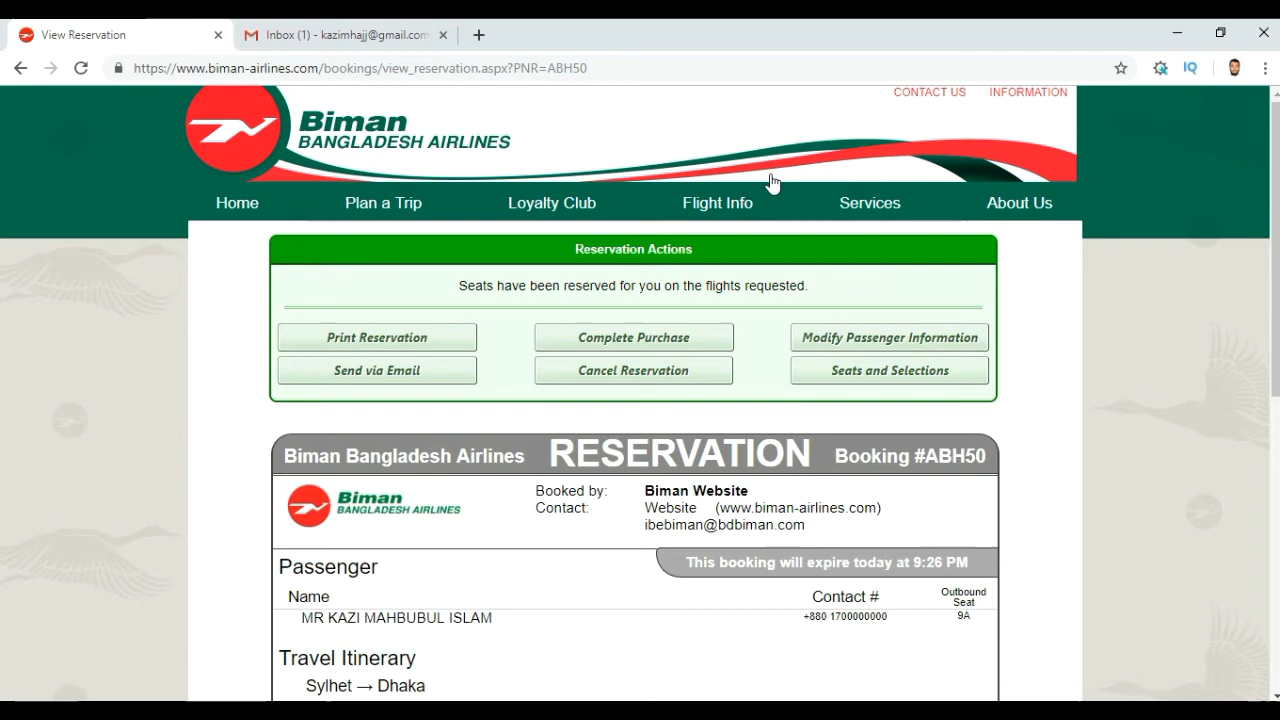 View Reservation
Inbox (1) - kazimhajj@gmail.com
https://www.biman-airlines.com/bookings/view_reservation.aspx?PNR=ABH50
IQ
CONTACT US INFORMATION
Biman
BANGLADESH AIRLINES
Home Plan a Trip Loyalty Club Flight Info Services About Us
Reservation Actions
Seats have been reserved for you on the flights requested.
Print Reservation Complete Purchase Modify Passenger Information
Send via Email Cancel Reservation Seats and Selections
Biman Bangladesh Airlines RESERVATION Booking #ABH50
Biman
BANGLADESH AIRLINES
Booked by: Biman Website
Contact: Website (www.biman-airlines.com)
ibebiman@bdbiman.com
Passenger
This booking will expire today at 9:26 PM
Name Contact # Outbound Seat
MR KAZI MAHBUBUL ISLAM +880 1700000000 9A
Travel Itinerary
Sylhet → Dhaka